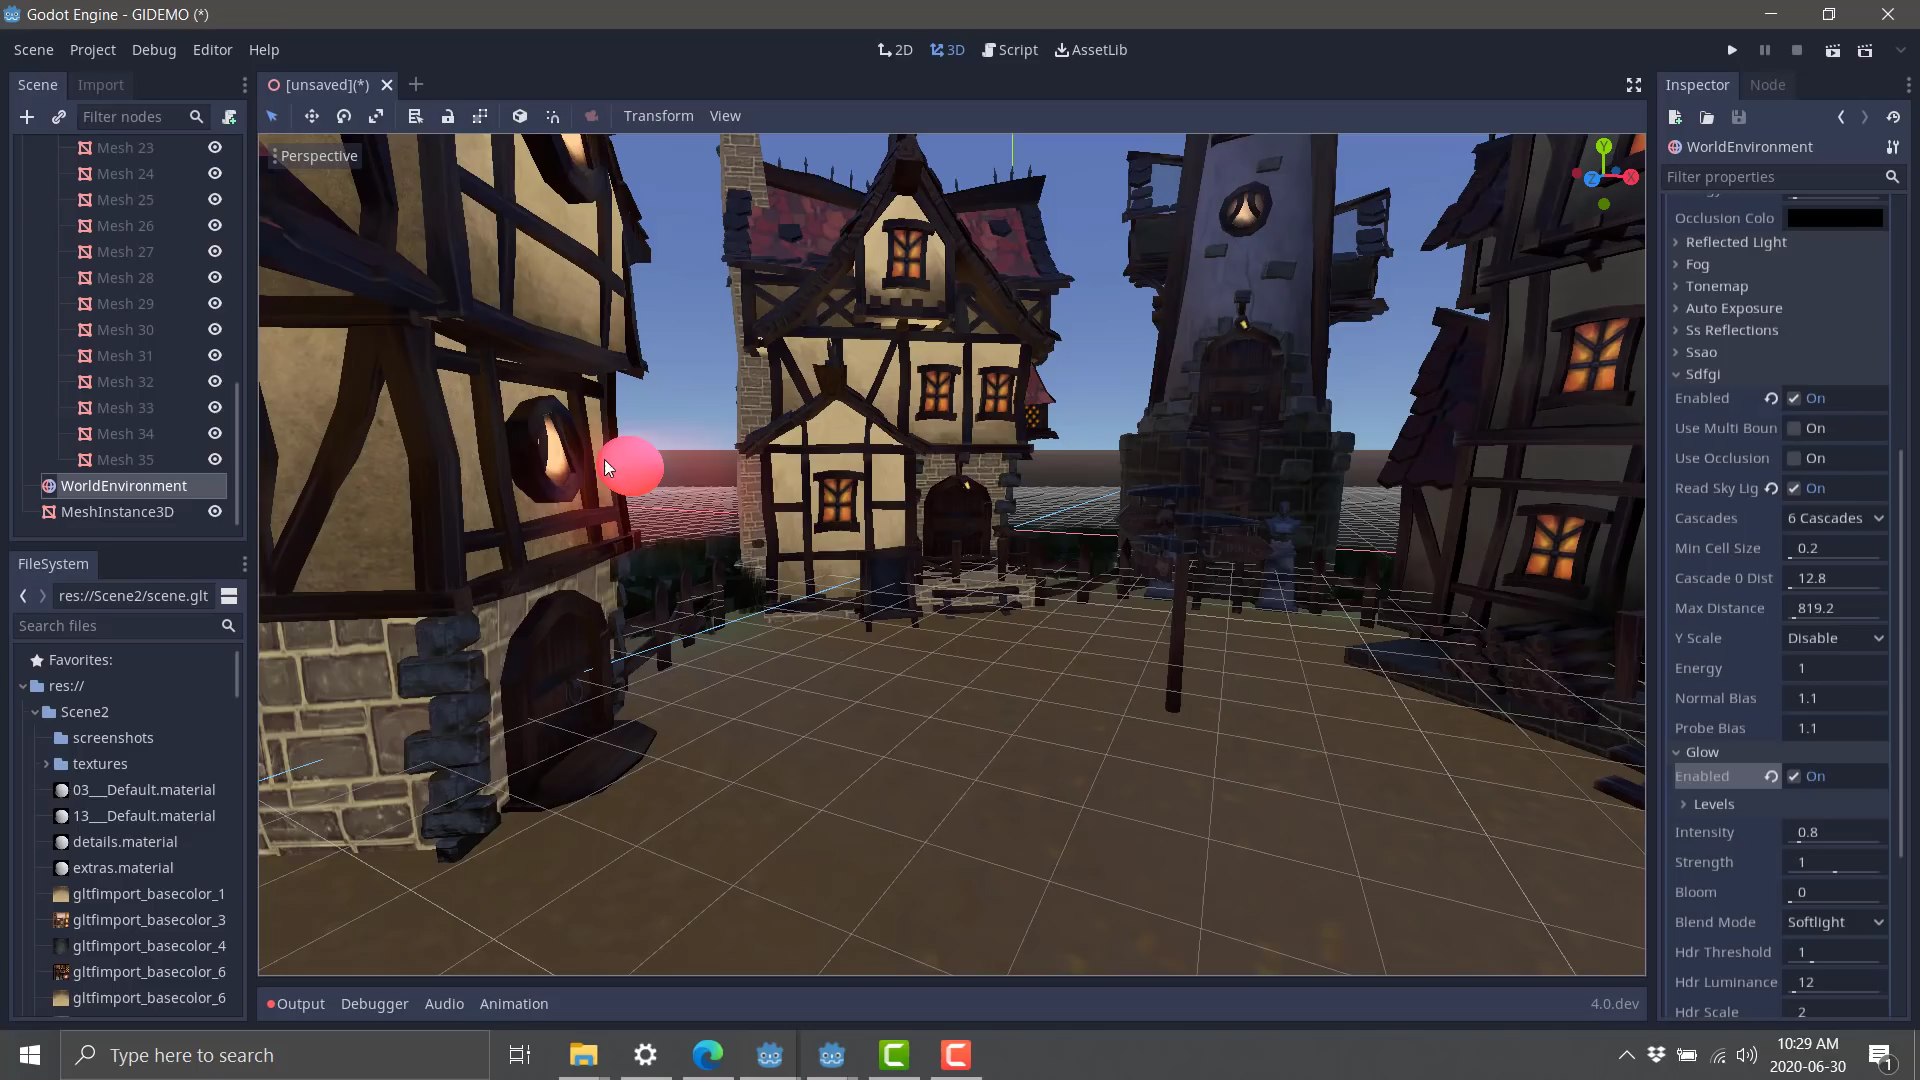 Godot Engine - GIDEMO (*)
Scene Project Debug Editor Help
2D 3D Script AssetLib
Scene Import
[unsaved](*)
Inspector Node
Filter nodes
Transform View
Perspective
Mesh 23
Mesh 24
Mesh 25
Mesh 26
Mesh 27
Mesh 28
Mesh 29
Mesh 30
Mesh 31
Mesh 32
Mesh 33
Mesh 34
Mesh 35
WorldEnvironment
MeshInstance3D
FileSystem
res://Scene2/scene.glt
Search files
Favorites:
res://
Scene2
screenshots
textures
03___Default.material
13___Default.material
details.material
extras.material
gltfimport_basecolor_1
gltfimport_basecolor_3
gltfimport_basecolor_4
gltfimport_basecolor_6
gltfimport_basecolor_6
Y
X
Z
Output Debugger Audio Animation
4.0.dev
WorldEnvironment
Filter properties
Occlusion Colo
Reflected Light
Fog
Tonemap
Auto Exposure
Ss Reflections
Ssao
Sdfgi
Enabled On
Use Multi Boun On
Use Occlusion On
Read Sky Lig On
Cascades 6 Cascades
Min Cell Size 0.2
Cascade 0 Dist 12.8
Max Distance 819.2
Y Scale Disable
Energy 1
Normal Bias 1.1
Probe Bias 1.1
Glow
Enabled On
Levels
Intensity 0.8
Strength 1
Bloom 0
Blend Mode Softlight
Hdr Threshold 1
Hdr Luminance 12
Hdr Scale 2
Type here to search
10:29 AM
2020-06-30
1